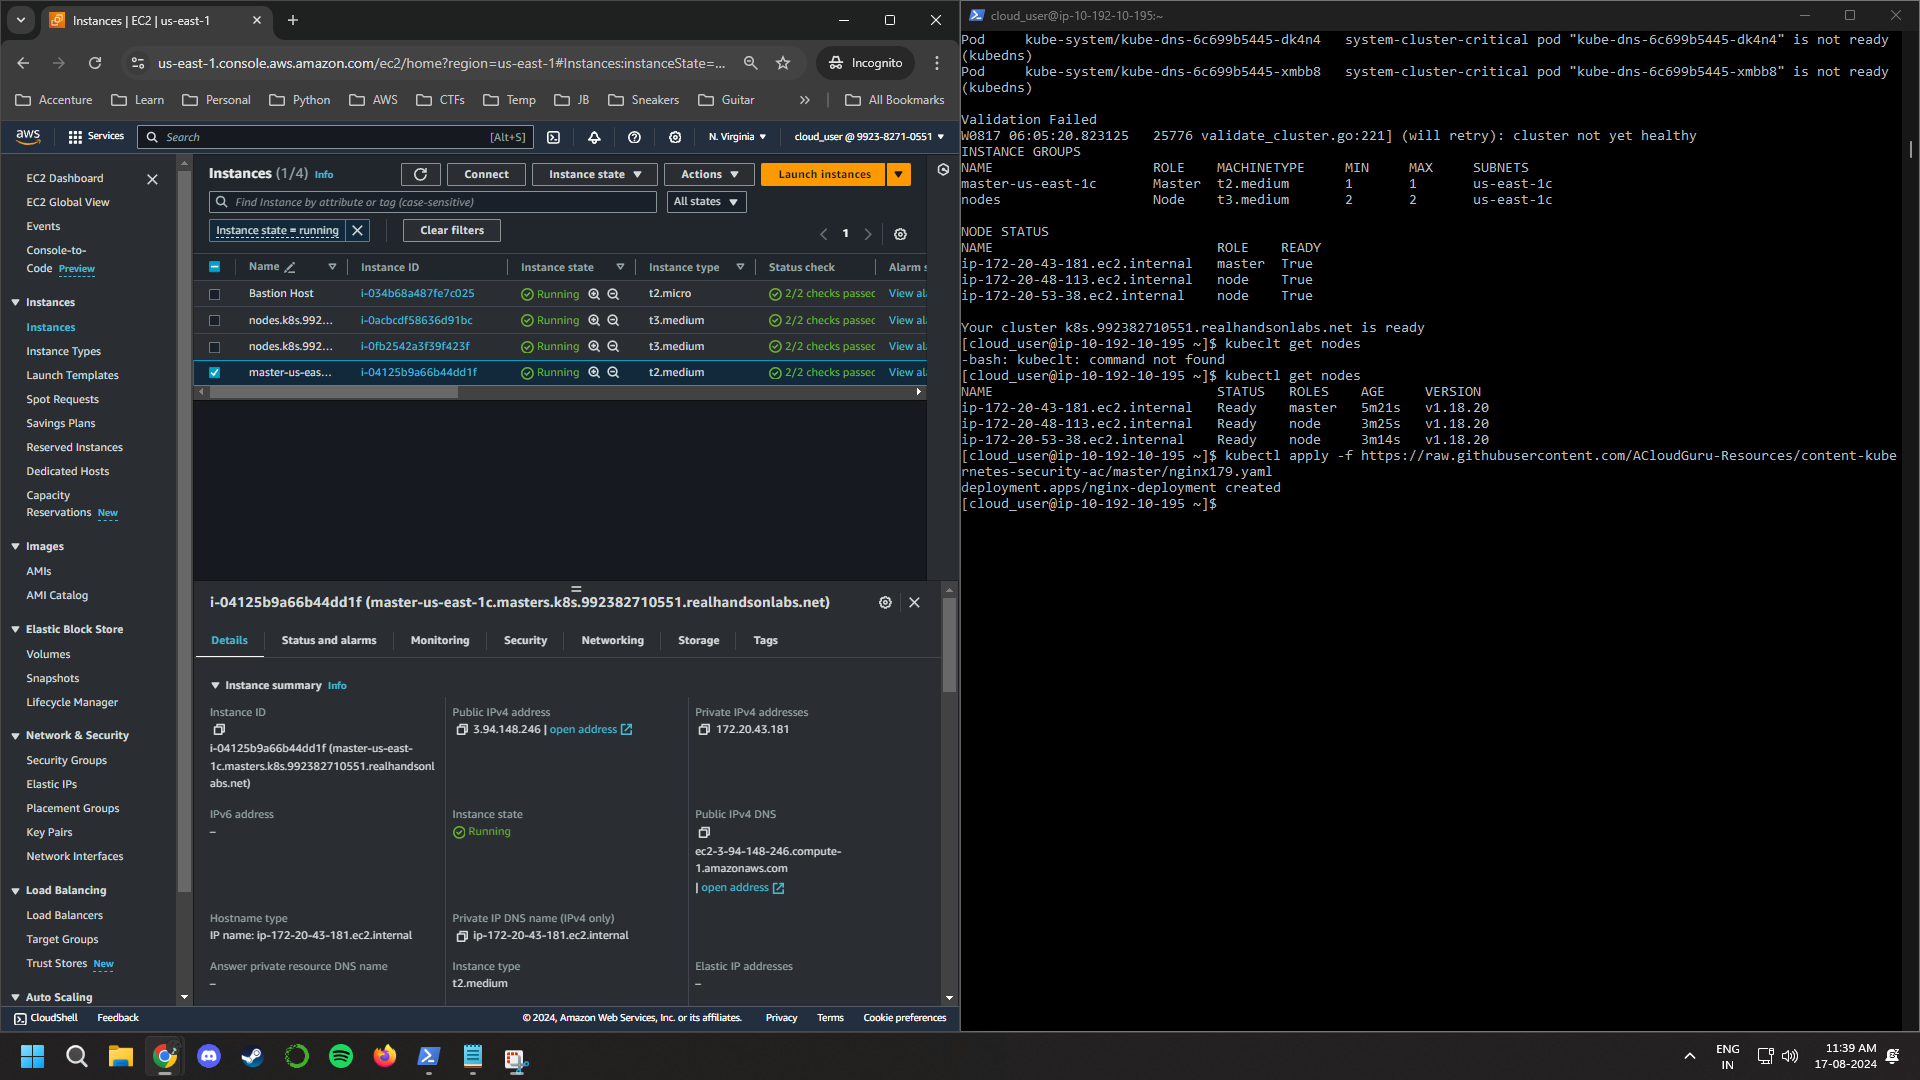 Instances | EC2 | us-east-1
us-east-1.console.aws.amazon.com/ec2/home?region=us-east-1#Instances:instanceState=...
Incognito
Accenture
Learn
Personal
Python
AWS
CTFs
Temp
JB
Sneakers
Guitar
»
All Bookmarks
aws
Services
Search
[Alt+S]
N. Virginia
cloud_user @ 9923-8271-0551
EC2 Dashboard
EC2 Global View
Events
Console-to-
Code Preview
Instances
Instances
Instance Types
Launch Templates
Spot Requests
Savings Plans
Reserved Instances
Dedicated Hosts
Capacity
Reservations New
Images
AMIs
AMI Catalog
Elastic Block Store
Volumes
Snapshots
Lifecycle Manager
Network & Security
Security Groups
Elastic IPs
Placement Groups
Key Pairs
Network Interfaces
Load Balancing
Load Balancers
Target Groups
Trust Stores New
Auto Scaling
Instances (1/4) Info
Connect
Instance state
Actions
Launch instances
Find Instance by attribute or tag (case-sensitive)
All states
Instance state = running
Clear filters
1
Name Instance ID Instance state Instance type Status check Alarm s
Bastion Host i-034b68a487fe7c025 Running t2.micro 2/2 checks passec View ala
nodes.k8s.992... i-0acbcdf58636d91bc Running t3.medium 2/2 checks passec View ala
nodes.k8s.992... i-0fb2542a3f39f423f Running t3.medium 2/2 checks passec View ala
master-us-eas... i-04125b9a66b44dd1f Running t2.medium 2/2 checks passec View ala
i-04125b9a66b44dd1f (master-us-east-1c.masters.k8s.992382710551.realhandsonlabs.net)
Details
Status and alarms
Monitoring
Security
Networking
Storage
Tags
Instance summary Info
Instance ID
i-04125b9a66b44dd1f (master-us-east-
1c.masters.k8s.992382710551.realhandsonl
abs.net)
Public IPv4 address
3.94.148.246 | open address
Private IPv4 addresses
172.20.43.181
IPv6 address
–
Instance state
Running
Public IPv4 DNS
ec2-3-94-148-246.compute-
1.amazonaws.com
| open address
Hostname type
IP name: ip-172-20-43-181.ec2.internal
Private IP DNS name (IPv4 only)
ip-172-20-43-181.ec2.internal
Answer private resource DNS name
–
Instance type
t2.medium
Elastic IP addresses
–
CloudShell
Feedback
© 2024, Amazon Web Services, Inc. or its affiliates.
Privacy
Terms
Cookie preferences
cloud_user@ip-10-192-10-195:~
Pod kube-system/kube-dns-6c699b5445-dk4n4 system-cluster-critical pod "kube-dns-6c699b5445-dk4n4" is not ready
(kubedns)
Pod kube-system/kube-dns-6c699b5445-xmbb8 system-cluster-critical pod "kube-dns-6c699b5445-xmbb8" is not ready
(kubedns)
Validation Failed
W0817 06:05:20.823125 25776 validate_cluster.go:221] (will retry): cluster not yet healthy
INSTANCE GROUPS
NAME ROLE MACHINETYPE MIN MAX SUBNETS
master-us-east-1c Master t2.medium 1 1 us-east-1c
nodes Node t3.medium 2 2 us-east-1c
NODE STATUS
NAME ROLE READY
ip-172-20-43-181.ec2.internal master True
ip-172-20-48-113.ec2.internal node True
ip-172-20-53-38.ec2.internal node True
Your cluster k8s.992382710551.realhandsonlabs.net is ready
[cloud_user@ip-10-192-10-195 ~]$ kubeclt get nodes
-bash: kubeclt: command not found
[cloud_user@ip-10-192-10-195 ~]$ kubectl get nodes
NAME STATUS ROLES AGE VERSION
ip-172-20-43-181.ec2.internal Ready master 5m21s v1.18.20
ip-172-20-48-113.ec2.internal Ready node 3m25s v1.18.20
ip-172-20-53-38.ec2.internal Ready node 3m14s v1.18.20
[cloud_user@ip-10-192-10-195 ~]$ kubectl apply -f https://raw.githubusercontent.com/ACloudGuru-Resources/content-kube
rnetes-security-ac/master/nginx179.yaml
deployment.apps/nginx-deployment created
[cloud_user@ip-10-192-10-195 ~]$
ENG
IN
11:39 AM
17-08-2024